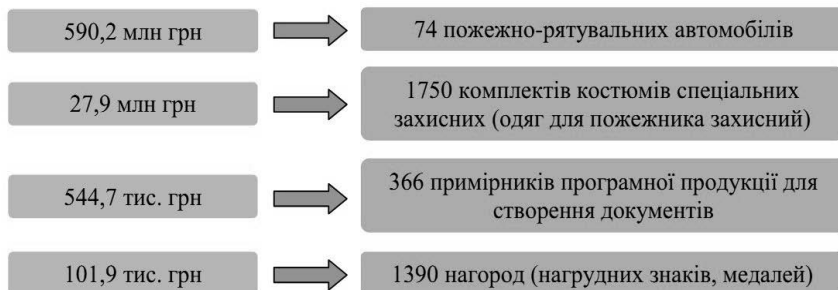 590,2 млн грн
74 пожежно-рятувальних автомобілів
27,9 млн грн
1750 комплектів костюмів спеціальних
захисних (одяг для пожежника захисний)
544,7 тис. грн
366 примірників програмної продукції для
створення документів
101,9 тис. грн
1390 нагород (нагрудних знаків, медалей)